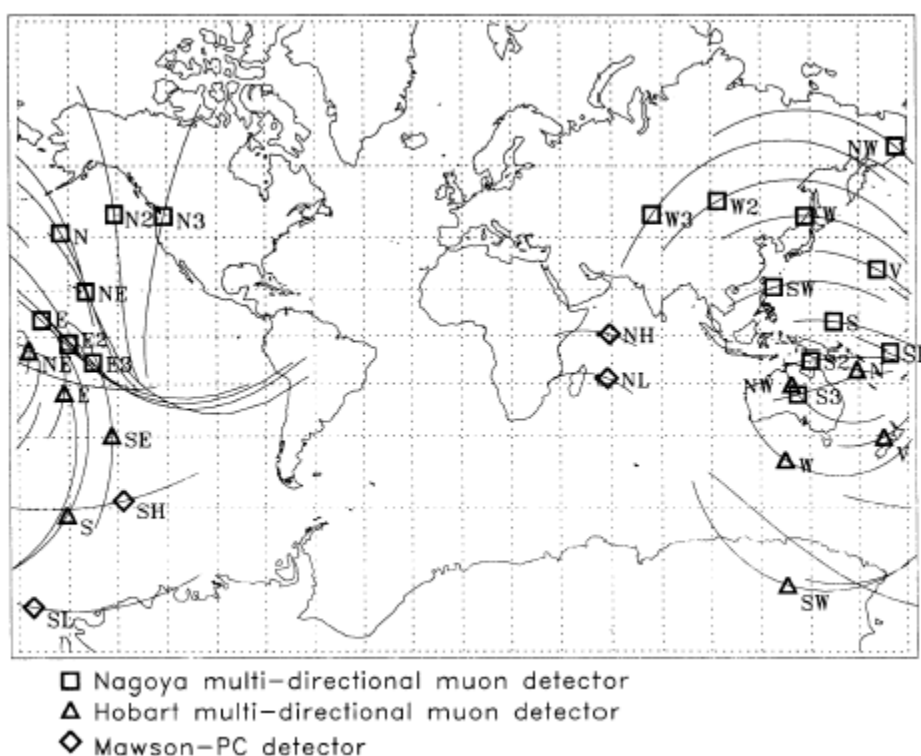 NW
N2
N3
W3
W2
W
N
V
NE
SW
E
S
E2
NH
NE
E3
S2
N
NL
NW
E
S3
SE
V
W
SH
S
SW
SL
Nagoya multi-directional muon detector
Hobart multi-directional muon detector
Mawson-PC detector